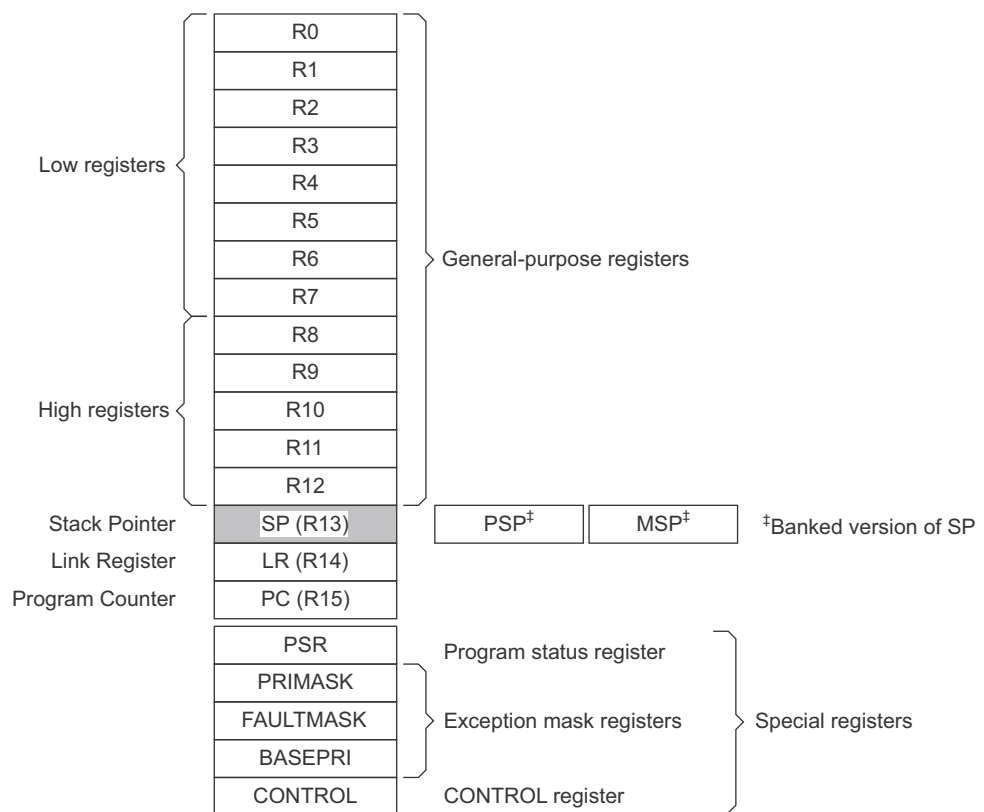 R0
R1
R2
R3
Low registers
R4
R5
R6
General-purpose registers
R7
R8
R9
High registers
R10
R11
R12
Stack Pointer SP (R13) PSP‡ MSP‡ ‡Banked version of SP
Link Register LR (R14)
Program Counter PC (R15)
PSR Program status register
PRIMASK
FAULTMASK Exception mask registers Special registers
BASEPRI
CONTROL CONTROL register